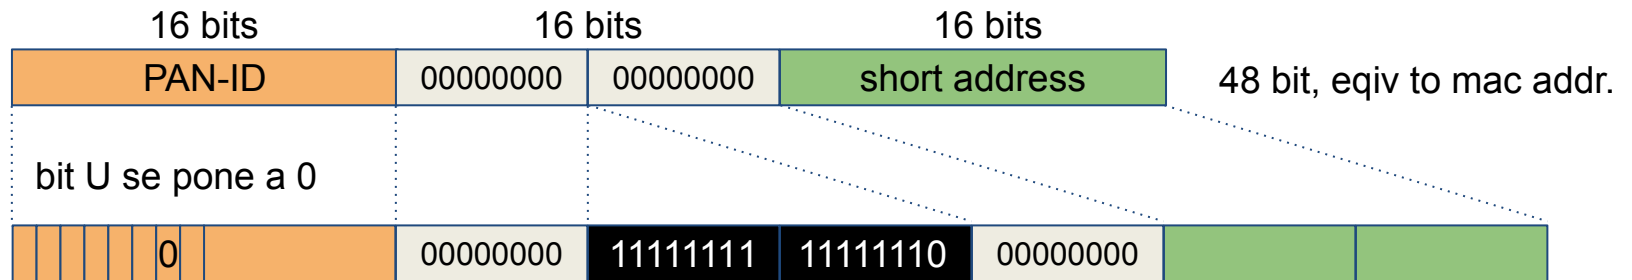 16 bits 16 bits 16 bits
PAN-ID 00000000 00000000 short address 48 bit, eqiv to mac addr.
bit U se pone a 0
0 00000000 11111111 11111110 00000000